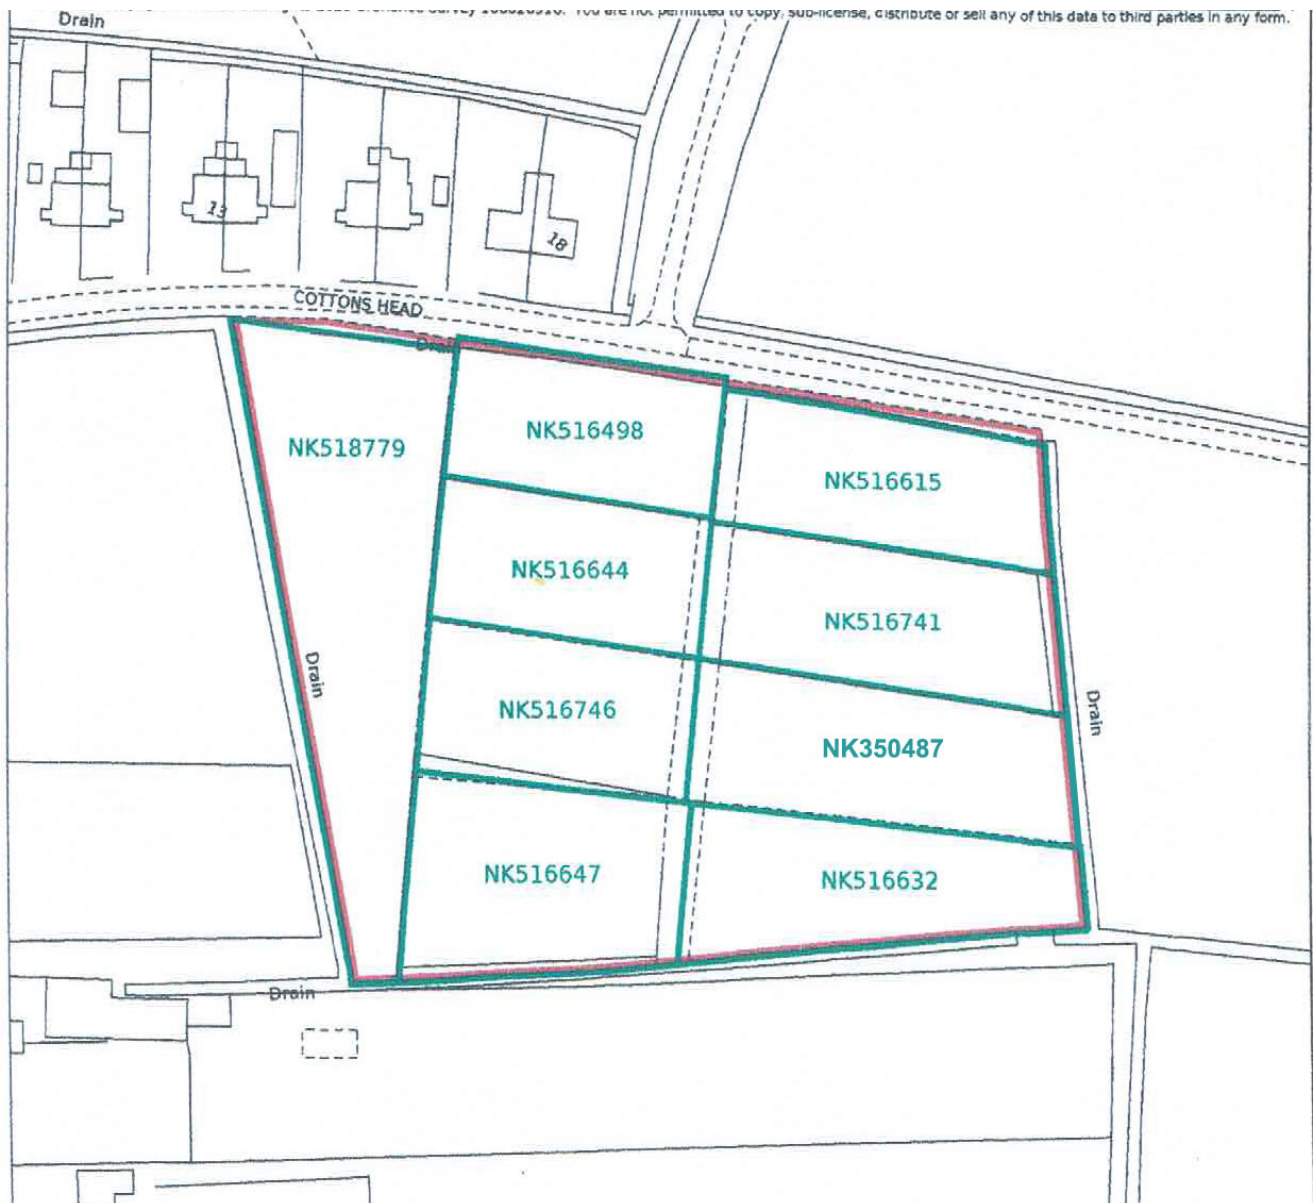 Drain
You are not permitted to copy, sub-license, distribute or sell any of this data to third parties in any form.
13
18
COTTONS HEAD
Drain
NK516498
NK518779
NK516615
NK516644
NK516741
Drain
NK516746
Drain
NK350487
NK516647
NK516632
Drain